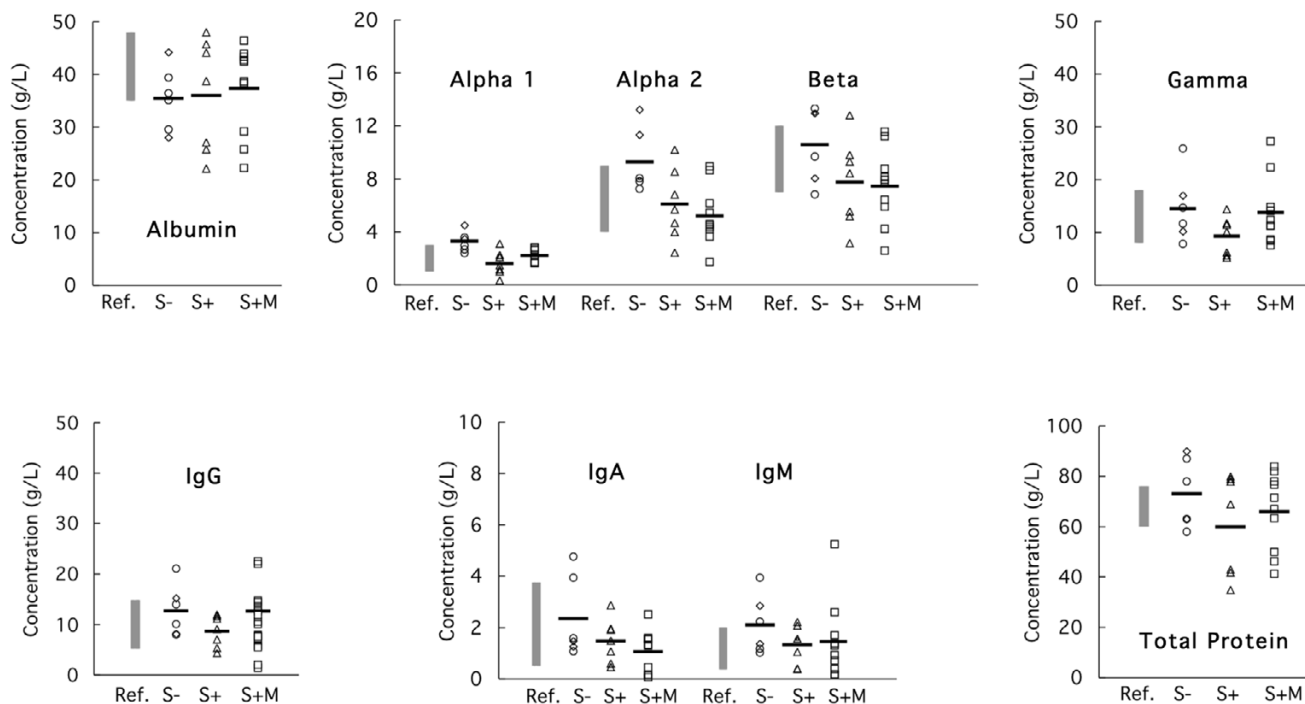 Concentration (g/L)
50
40
30
20
10
0
Albumin
Ref. S- S+ S+M
Concentration (g/L)
20
16
12
8
4
0
Alpha 1 Alpha 2 Beta
Ref. S- S+ S+M Ref. S- S+ S+M Ref. S- S+ S+M
Concentration (g/L)
50
40
30
20
10
0
Gamma
Ref. S- S+ S+M
Concentration (g/L)
50
40
30
20
10
0
IgG
Ref. S- S+ S+M
Concentration (g/L)
10
8
6
4
2
0
IgA IgM
Ref. S- S+ S+M Ref. S- S+ S+M
Concentration (g/L)
100
80
60
40
20
0
Total Protein
Ref. S- S+ S+M